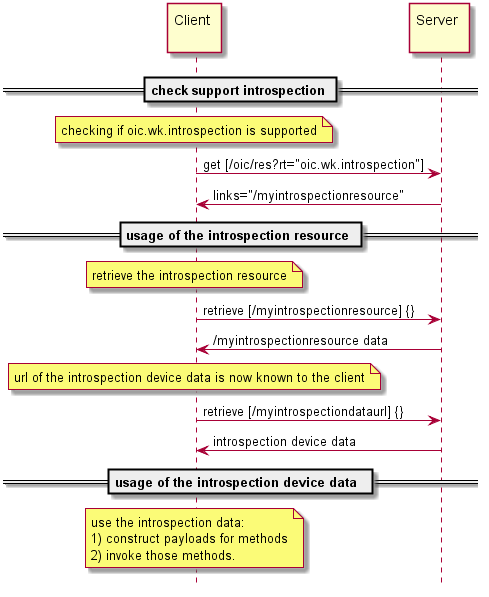 Client
Server
check support introspection
checking if oic.wk.introspection is supported
get [/oic/res?rt="oic.wk.introspection"]
links="/myintrospectionresource"
usage of the introspection resource
retrieve the introspection resource
retrieve [/myintrospectionresource] {}
/myintrospectionresource data
url of the introspection device data is now known to the client
retrieve [/myintrospectiondataurl] {}
introspection device data
usage of the introspection device data
use the introspection data:
1) construct payloads for methods
2) invoke those methods.